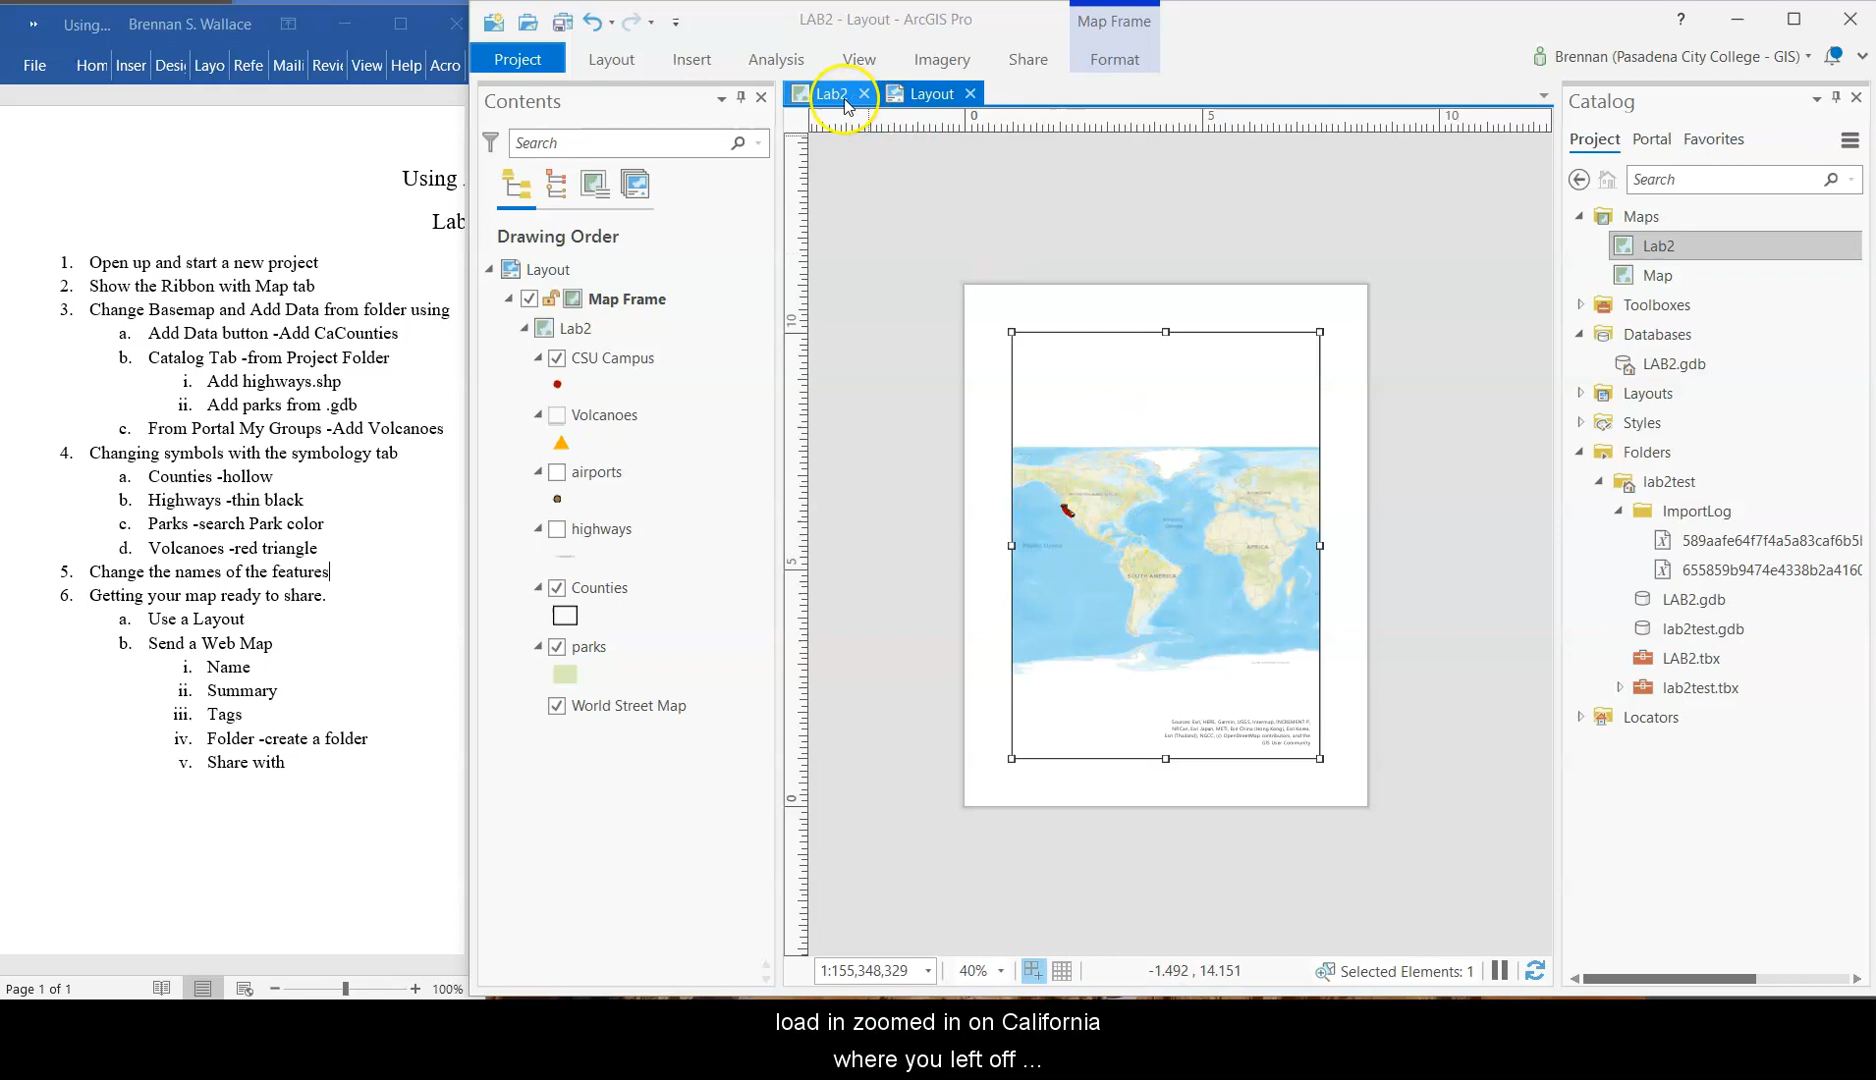 Using...
Brennan S. Wallace
File Hom Inser Desig Layo Refe Maili Revie View Help Acro
Using
Lab
1. Open up and start a new project
2. Show the Ribbon with Map tab
3. Change Basemap and Add Data from folder using
a. Add Data button -Add CaCounties
b. Catalog Tab -from Project Folder
i. Add highways.shp
ii. Add parks from .gdb
c. From Portal My Groups -Add Volcanoes
4. Changing symbols with the symbology tab
a. Counties -hollow
b. Highways -thin black
c. Parks -search Park color
d. Volcanoes -red triangle
5. Change the names of the features
6. Getting your map ready to share.
a. Use a Layout
b. Send a Web Map
i. Name
ii. Summary
iii. Tags
iv. Folder -create a folder
v. Share with
Page 1 of 1
100%
LAB2 - Layout - ArcGIS Pro
Map Frame
Project Layout Insert Analysis View Imagery Share Format
Brennan (Pasadena City College - GIS)
Contents
Search
Drawing Order
Layout
Map Frame
Lab2
CSU Campus
Volcanoes
airports
highways
Counties
parks
World Street Map
Lab2
Layout
0 5 10
10
5
0
SOUTH AMERICA
AFRICA
1:155,348,329
40%
-1.492 , 14.151
Selected Elements: 1
Catalog
Project Portal Favorites
Search
Maps
Lab2
Map
Toolboxes
Databases
LAB2.gdb
Layouts
Styles
Folders
lab2test
ImportLog
589aafe64f7f4a5a83caf6b5
655859b9474e4338b2a4160
LAB2.gdb
lab2test.gdb
LAB2.tbx
lab2test.tbx
Locators
load in zoomed in on California
where you left off ...